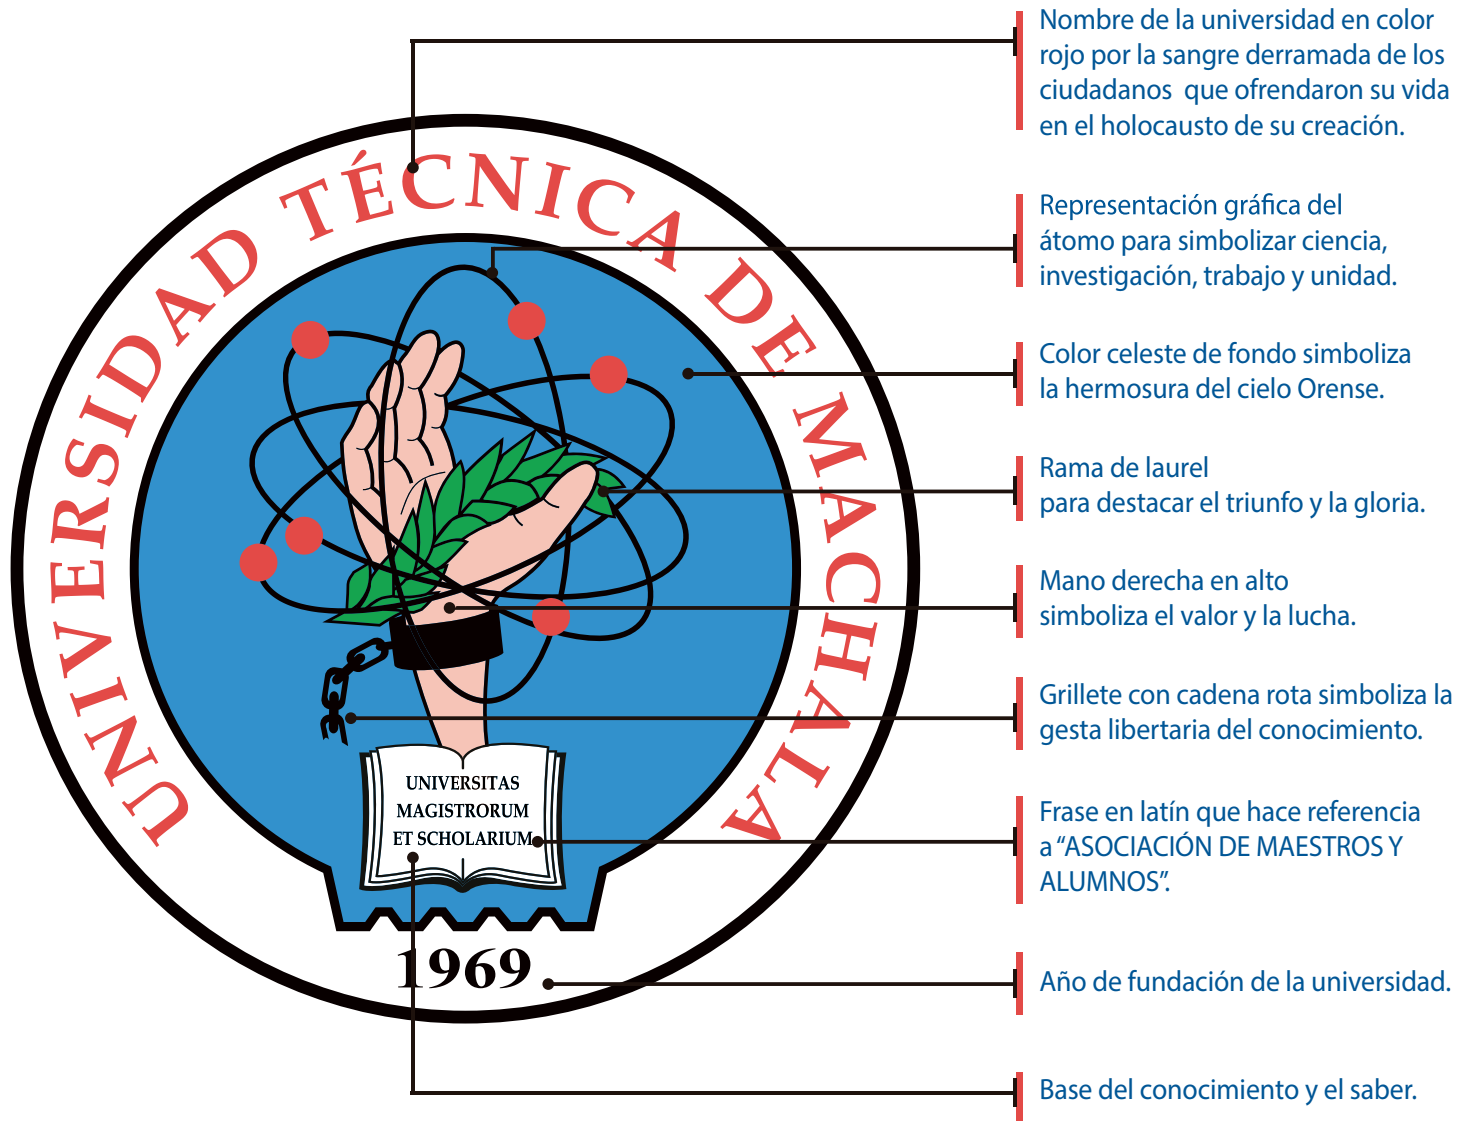 UNIVERSIDAD TÉCNICA DE MACHALA
UNIVERSITAS
MAGISTRORUM
ET SCHOLARIUM
1969
Nombre de la universidad en color
rojo por la sangre derramada de los
ciudadanos que ofrendaron su vida
en el holocausto de su creación.
Representación gráfica del
átomo para simbolizar ciencia,
investigación, trabajo y unidad.
Color celeste de fondo simboliza
la hermosura del cielo Orense.
Rama de laurel
para destacar el triunfo y la gloria.
Mano derecha en alto
simboliza el valor y la lucha.
Grillete con cadena rota simboliza la
gesta libertaria del conocimiento.
Frase en latín que hace referencia
a “ASOCIACIÓN DE MAESTROS Y
ALUMNOS”.
Año de fundación de la universidad.
Base del conocimiento y el saber.